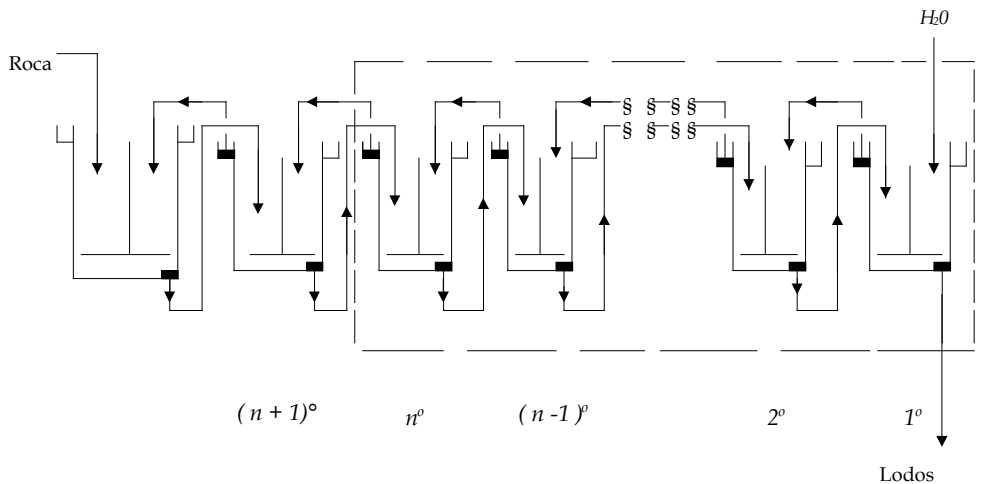 H₂0
Roca
§ § § §
§ § § §
( n + 1)° nº ( n -1 )º 2º 1º
Lodos